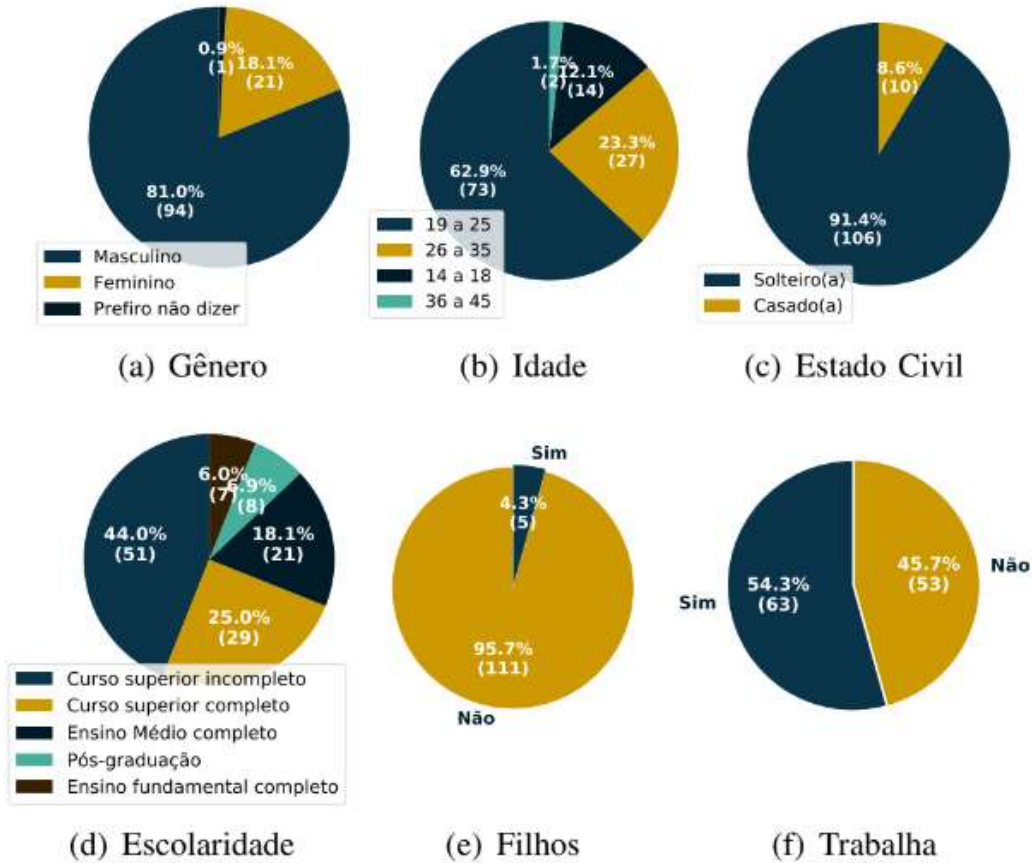 0.9%
(1)
18.1%
(21)
81.0%
(94)
Masculino
Feminino
Prefiro não dizer
(a) Gênero
1.7%
(2)
12.1%
(14)
23.3%
(27)
62.9%
(73)
19 a 25
26 a 35
14 a 18
36 a 45
(b) Idade
8.6%
(10)
91.4%
(106)
Solteiro(a)
Casado(a)
(c) Estado Civil
6.0%
(7)
6.9%
(8)
18.1%
(21)
44.0%
(51)
25.0%
(29)
Curso superior incompleto
Curso superior completo
Ensino Médio completo
Pós-graduação
Ensino fundamental completo
(d) Escolaridade
Sim
4.3%
(5)
95.7%
(111)
Não
(e) Filhos
45.7%
(53)
Não
54.3%
(63)
Sim
(f) Trabalha